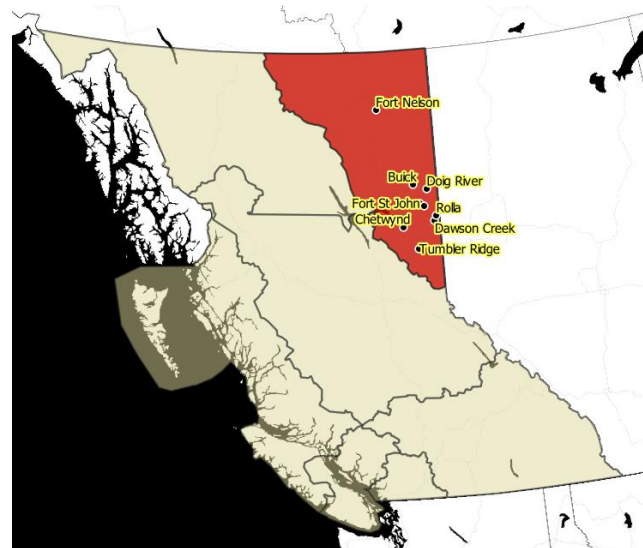 Fort Nelson
Buick
Doig River
Fort St John
Rolla
Chetwynd
Dawson Creek
Tumbler Ridge